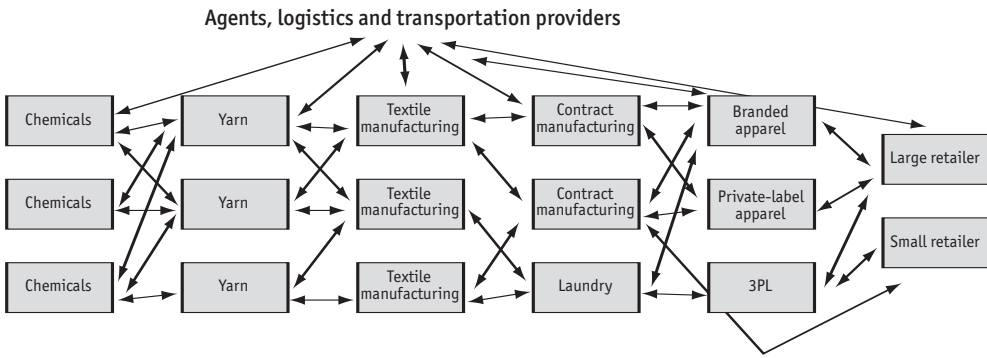 Agents, logistics and transportation providers
Chemicals
Yarn
Textile
manufacturing
Contract
manufacturing
Branded
apparel
Large retailer
Chemicals
Yarn
Textile
manufacturing
Contract
manufacturing
Private-label
apparel
Small retailer
Chemicals
Yarn
Textile
manufacturing
Laundry
3PL